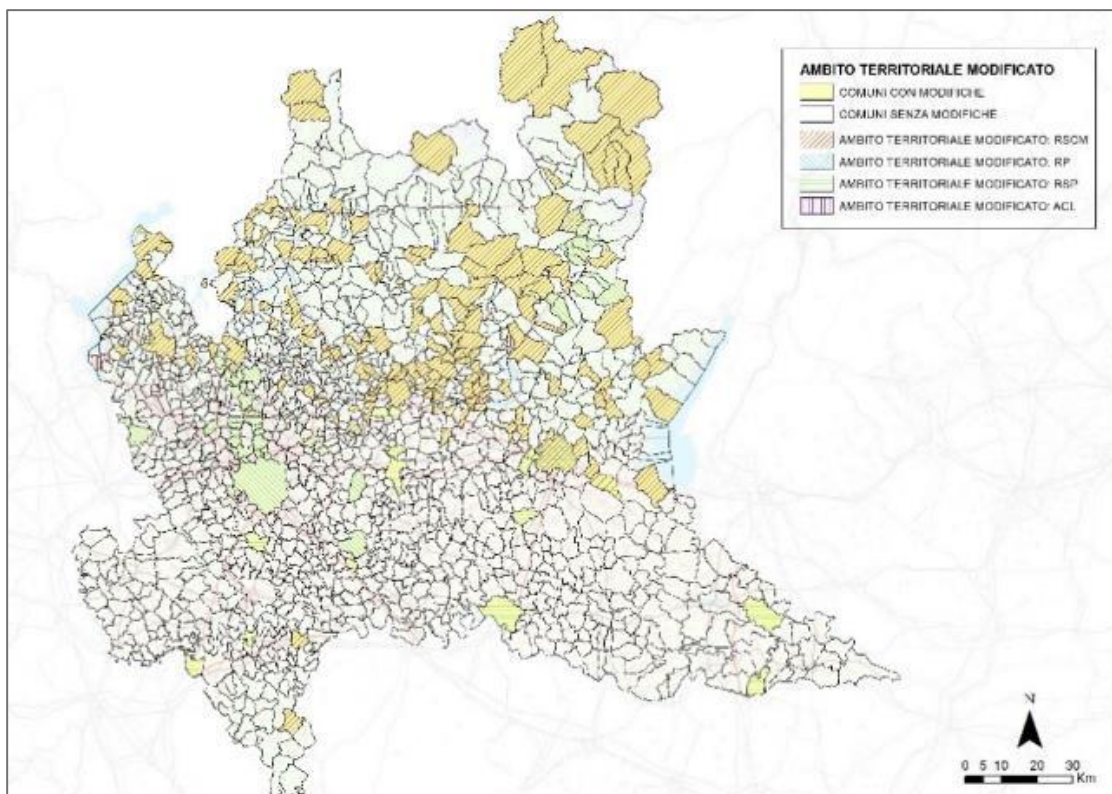 AMBITO TERRITORIALE MODIFICATO
COMUNI CON MODIFICHE
COMUNI SENZA MODIFICHE
AMBITO TERRITORIALE MODIFICATO: RSCM
AMBITO TERRITORIALE MODIFICATO: RP
AMBITO TERRITORIALE MODIFICATO: RSP
AMBITO TERRITORIALE MODIFICATO:
N
0 5 10 20 30
Km